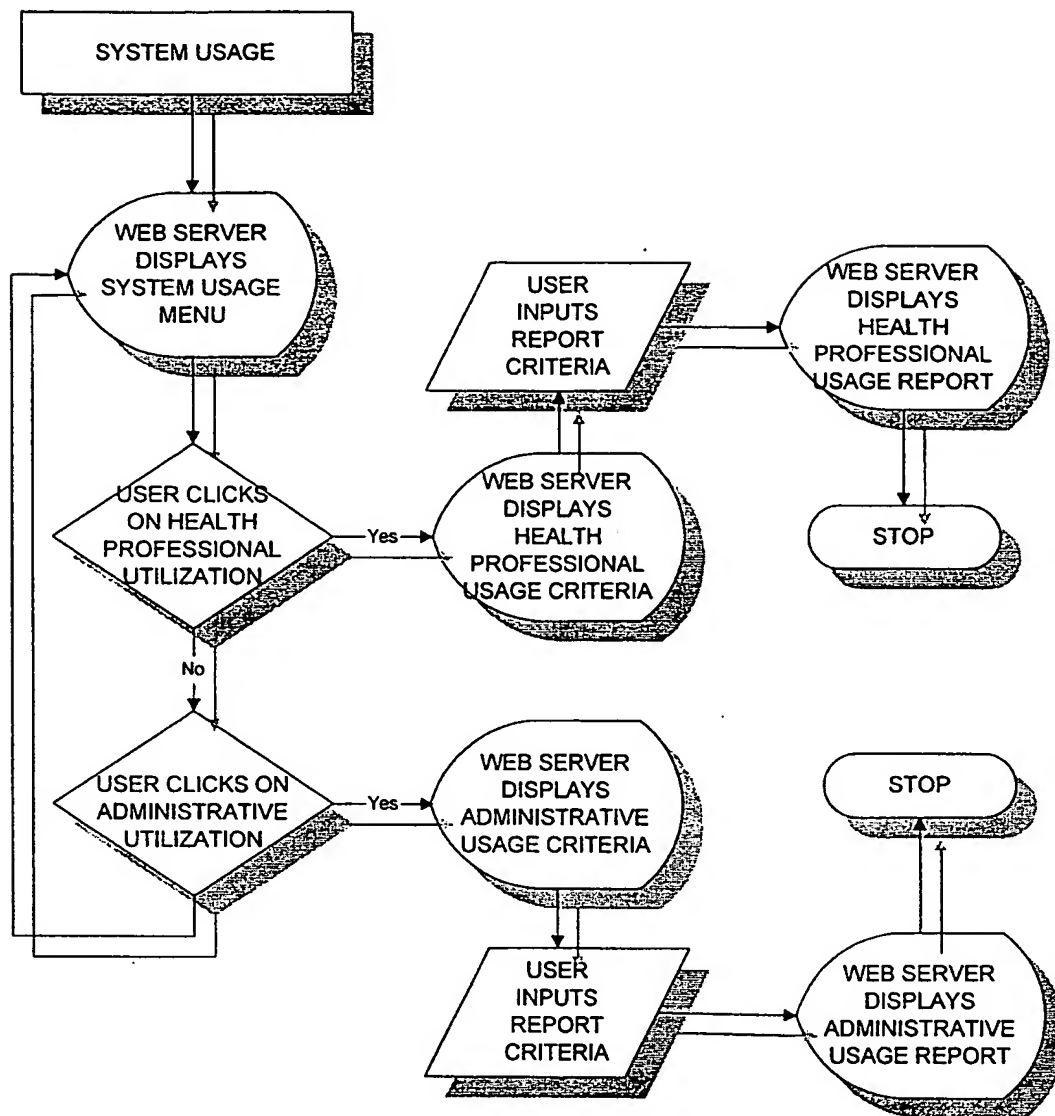 SYSTEM USAGE
WEB SERVER
DISPLAYS
SYSTEM USAGE
MENU
USER CLICKS
ON HEALTH
PROFESSIONAL
UTILIZATION
Yes
WEB SERVER
DISPLAYS
HEALTH
PROFESSIONAL
USAGE CRITERIA
USER
INPUTS
REPORT
CRITERIA
WEB SERVER
DISPLAYS
HEALTH
PROFESSIONAL
USAGE REPORT
STOP
No
USER CLICKS ON
ADMINISTRATIVE
UTILIZATION
Yes
WEB SERVER
DISPLAYS
ADMINISTRATIVE
USAGE CRITERIA
USER
INPUTS
REPORT
CRITERIA
WEB SERVER
DISPLAYS
ADMINISTRATIVE
USAGE REPORT
STOP